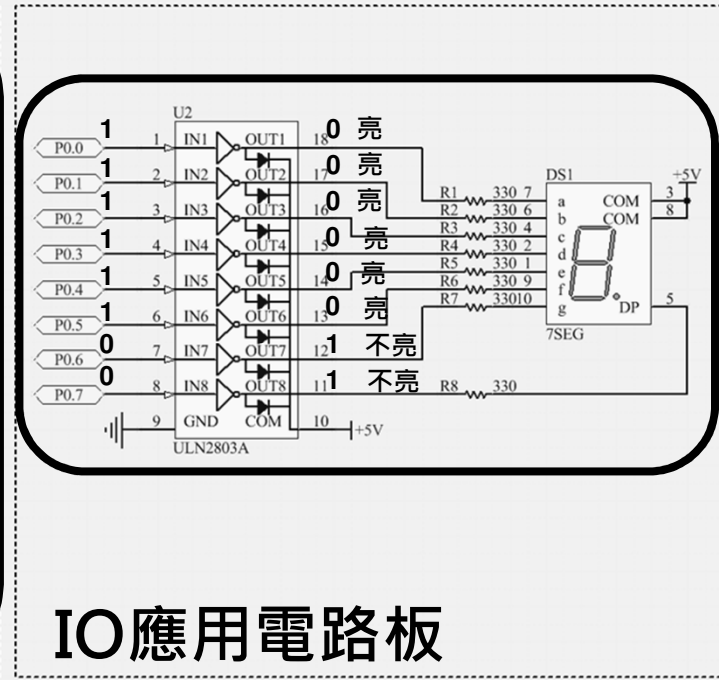 U2
1 0 亮
P0.0 1 IN1 OUT1 18
1 0 亮
P0.1 2 IN2 OUT2 17
1 0 亮
P0.2 3 IN3 OUT3 16
1 0 亮
P0.3 4 IN4 OUT4 15
1 0 亮
P0.4 5 IN5 OUT5 14
1 0 亮
P0.5 6 IN6 OUT6 13
0 1 不亮
P0.6 7 IN7 OUT7 12
0 1 不亮
P0.7 8 IN8 OUT8 11 R8 330
9 GND COM 10 +5V
ULN2803A
DS1 +5V
R1 330 7 a COM 3
R2 330 6 b COM 8
R3 330 4 c
R4 330 2 d
R5 330 1 e
R6 330 9 f
R7 330 10 g DP 5
7SEG
IO應用電路板